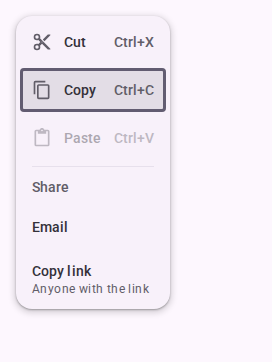 Cut Ctrl+X
Copy Ctrl+C
Paste Ctrl+V
Share
Email
Copy link
Anyone with the link